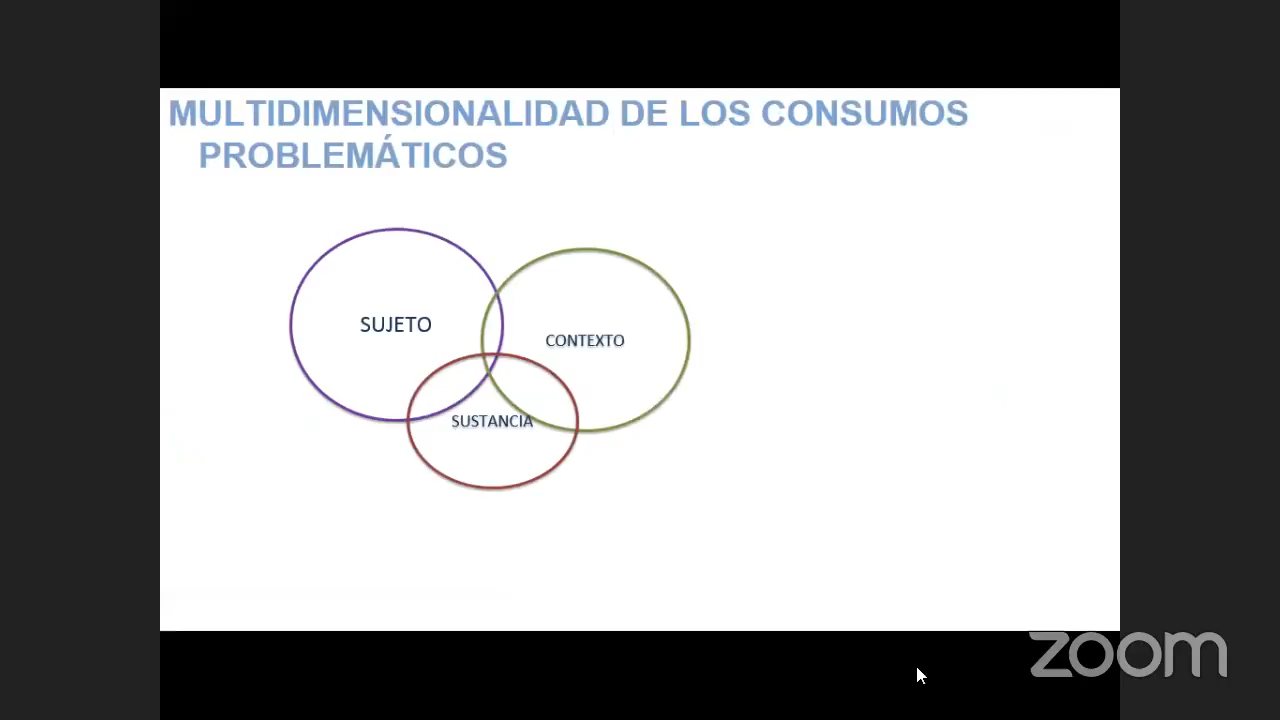 MULTIDIMENSIONALIDAD DE LOS CONSUMOS
PROBLEMÁTICOS
SUJETO
CONTEXTO
SUSTANCIA
zoom